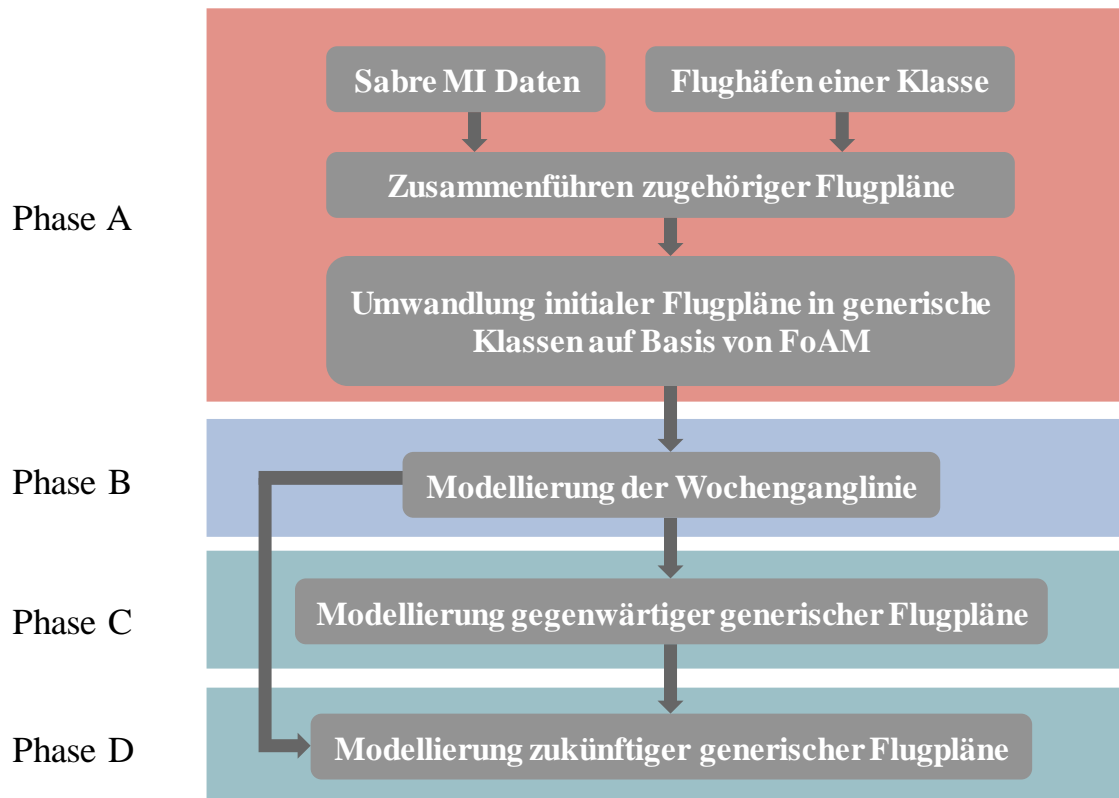 Phase A
Sabre MI Daten
Flughäfen einer Klasse
Zusammenführen zugehöriger Flugpläne
Umwandlung initialer Flugpläne in generische
Klassen auf Basis von FoAM
Phase B
Modellierung der Wochenganglinie
Phase C
Modellierung gegenwärtiger generischer Flugpläne
Phase D
Modellierung zukünftiger generischer Flugpläne